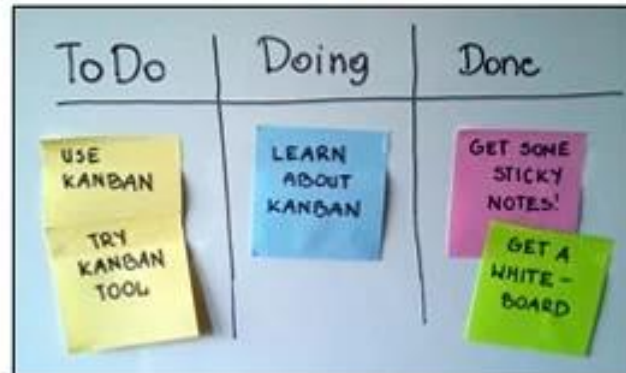 To Do
Doing
Done
USE
KANBAN
TRY
KANBAN
TOOL
LEARN
ABOUT
KANBAN
GET SOME
STICKY
NOTES!
GET A
WHITE-
BOARD